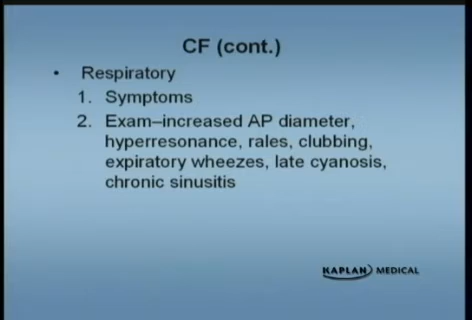 CF (cont.)
• Respiratory
1. Symptoms
2. Exam–increased AP diameter,
hyperresonance, rales, clubbing,
expiratory wheezes, late cyanosis,
chronic sinusitis
KAPLAN MEDICAL